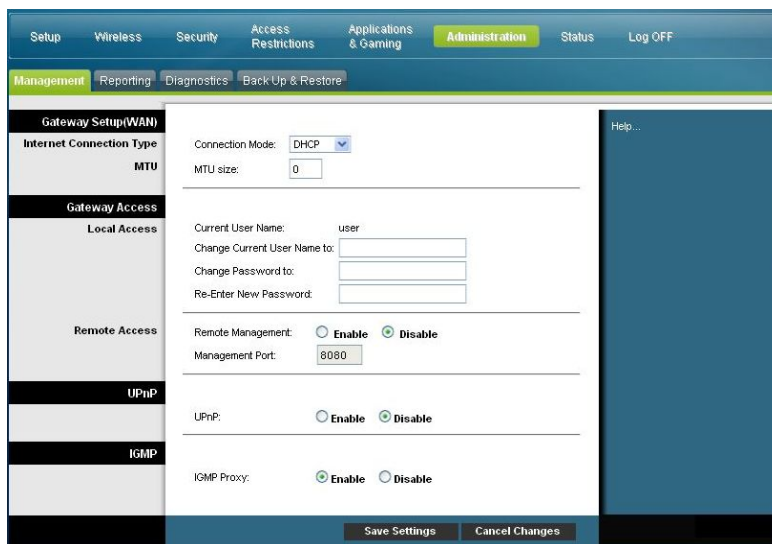 Setup Wireless Security Access Restrictions Applications & Gaming Administration Status Log OFF
Management Reporting Diagnostics Back Up & Restore
Gateway Setup(WAN)
Help...
Internet Connection Type Connection Mode: DHCP
MTU MTU size: 0
Gateway Access
Local Access Current User Name: user
Change Current User Name to:
Change Password to:
Re-Enter New Password:
Remote Access Remote Management: Enable Disable
Management Port: 8080
UPnP
UPnP: Enable Disable
IGMP
IGMP Proxy: Enable Disable
Save Settings Cancel Changes